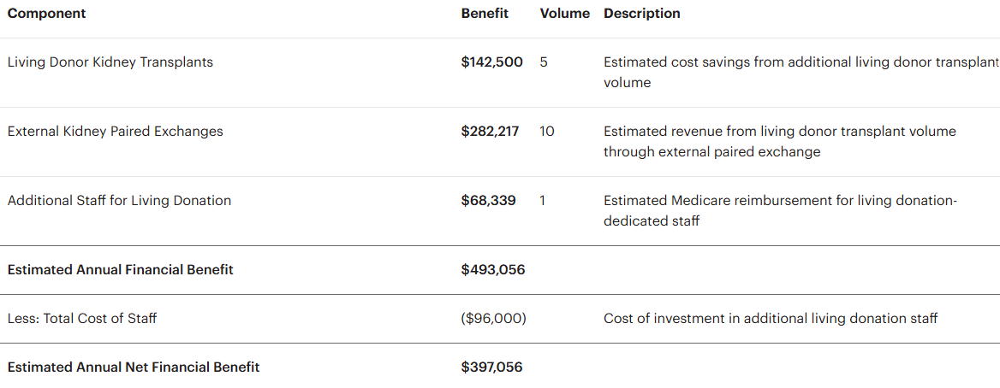 Component Benefit Volume Description
Living Donor Kidney Transplants $142,500 5 Estimated cost savings from additional living donor transplant
volume
External Kidney Paired Exchanges $282,217 10 Estimated revenue from living donor transplant volume
through external paired exchange
Additional Staff for Living Donation $68,339 1 Estimated Medicare reimbursement for living donation-
dedicated staff
Estimated Annual Financial Benefit $493,056
Less: Total Cost of Staff ($96,000) Cost of investment in additional living donation staff
Estimated Annual Net Financial Benefit $397,056